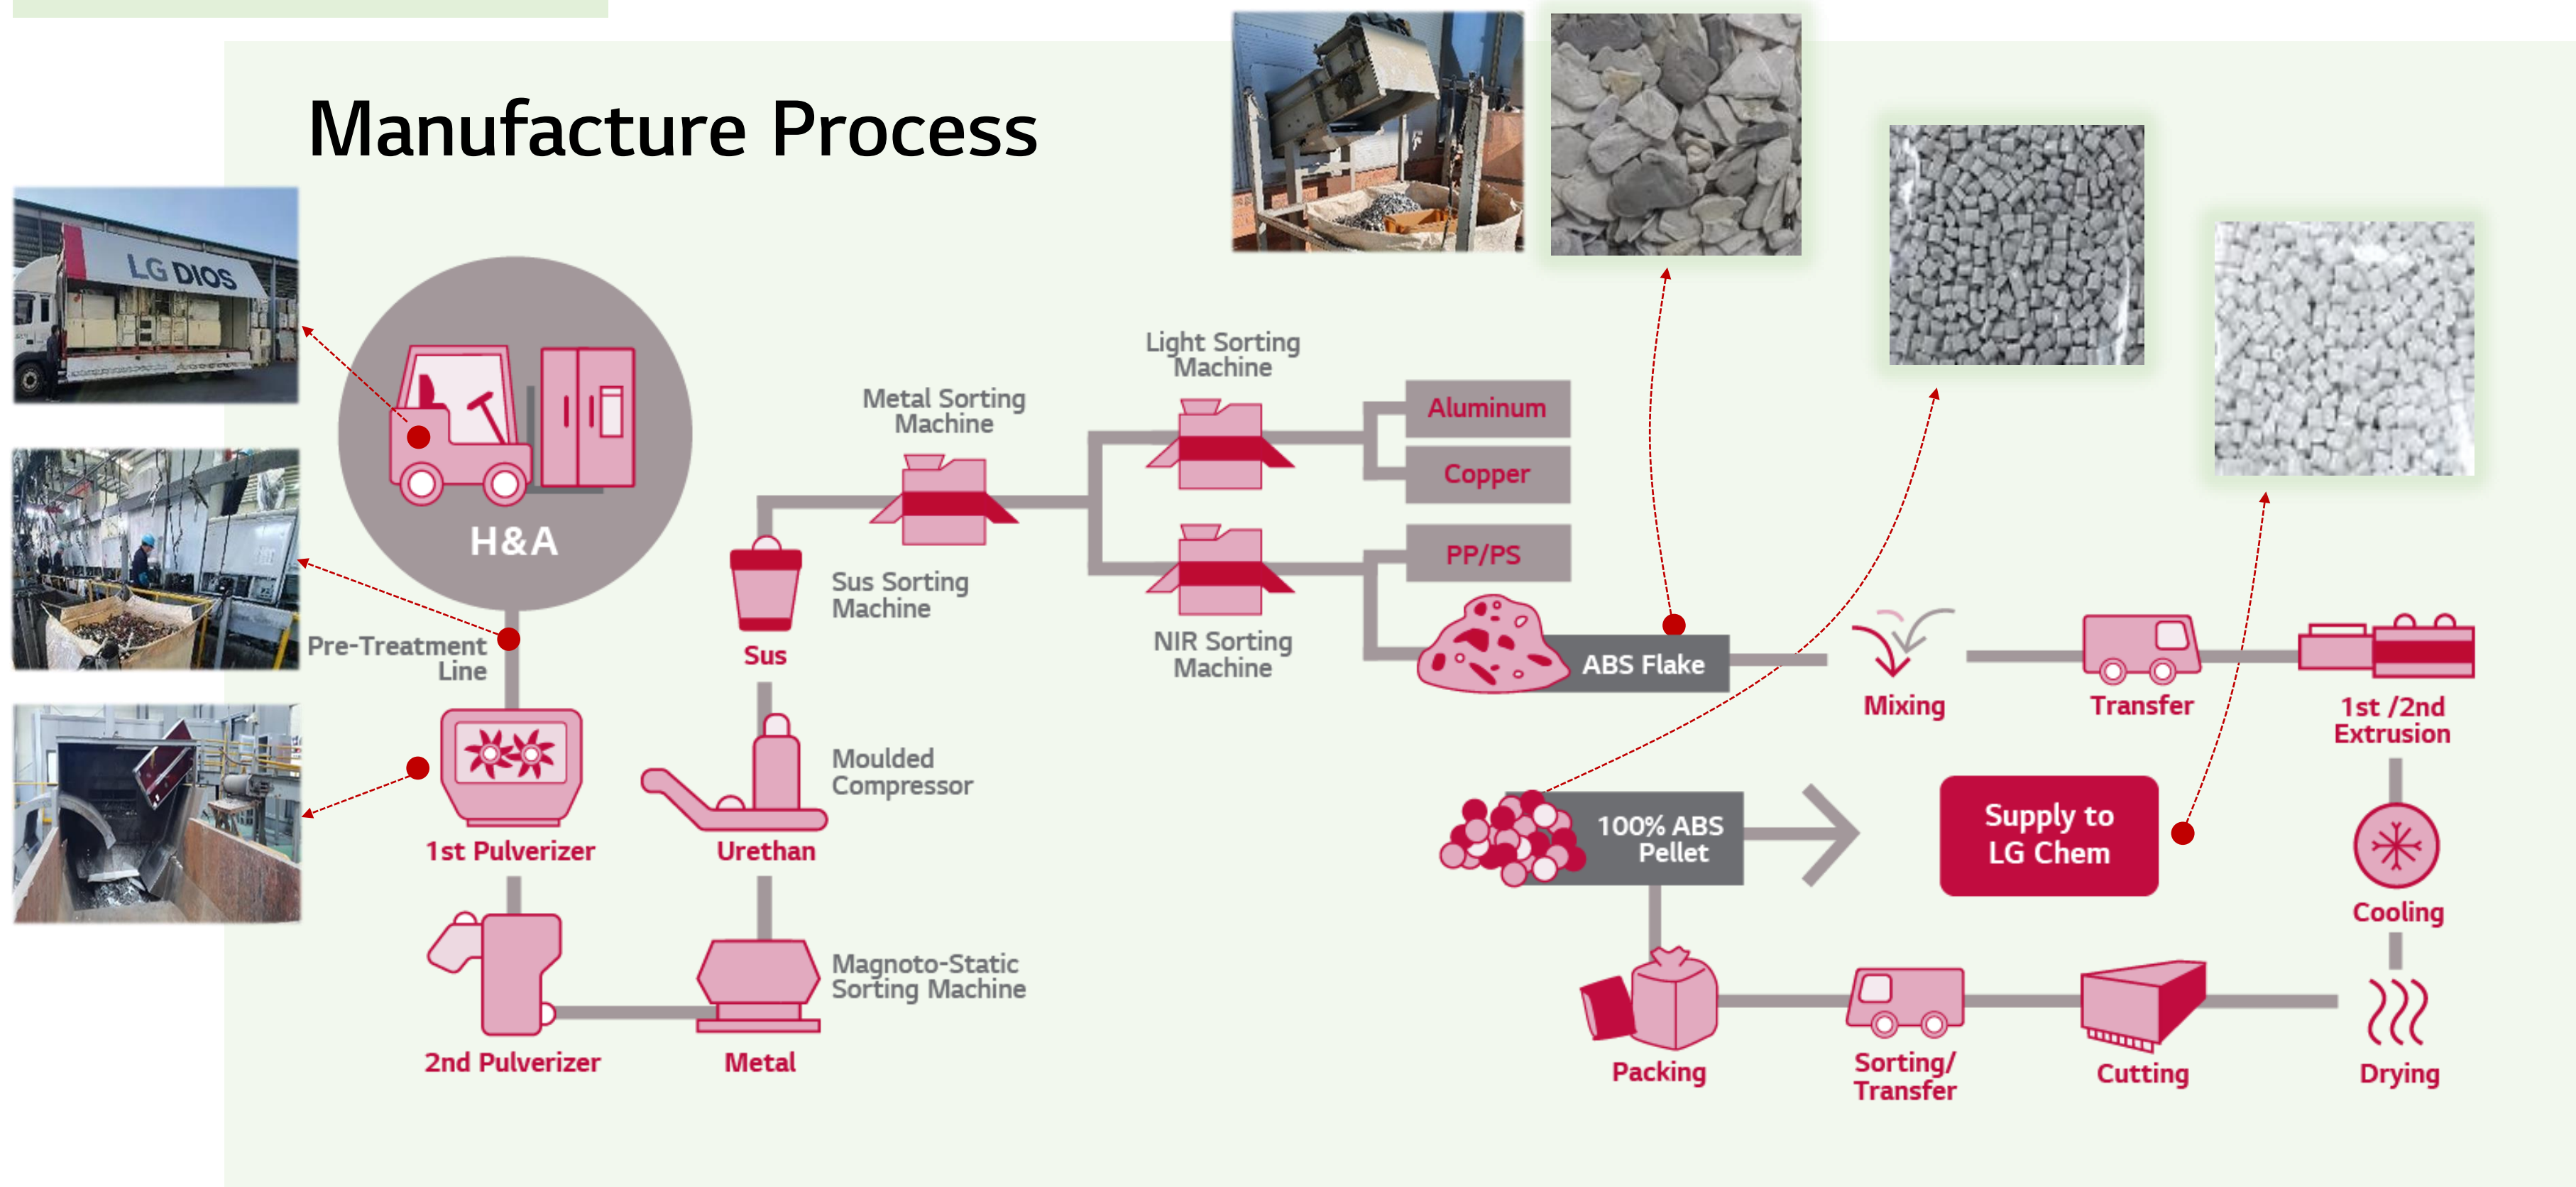 Manufacture Process
LG DIOS
H&A
Pre-Treatment
Line
1st Pulverizer
2nd Pulverizer
Metal
Magnoto-Static
Sorting Machine
Urethan
Moulded
Compressor
Sus
Sus Sorting
Machine
Metal Sorting
Machine
Light Sorting
Machine
Aluminum
Copper
NIR Sorting
Machine
PP/PS
ABS Flake
Mixing
Transfer
1st /2nd
Extrusion
Cooling
Drying
Cutting
Sorting/
Transfer
Packing
100% ABS
Pellet
Supply to
LG Chem